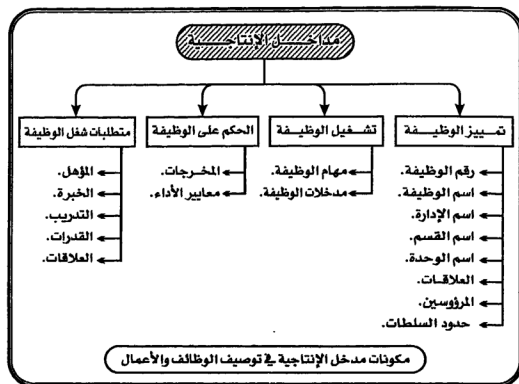 مداخل الإنتاجية
تمييز الوظيفة
رقم الوظيفة.
اسم الوظيفة.
اسم الإدارة.
اسم القسم.
اسم الوحدة.
العلاقات.
المرؤوسين.
حدود السلطات.
تشغيل الوظيفة
مهام الوظيفة.
مدخلات الوظيفة.
الحكم على الوظيفة
المخرجات.
معايير الأداء.
متطلبات شغل الوظيفة
المؤهل.
الخبرة.
التدريب.
القدرات.
العلاقات.
مكونات مدخل الإنتاجية في توصيف الوظائف والأعمال